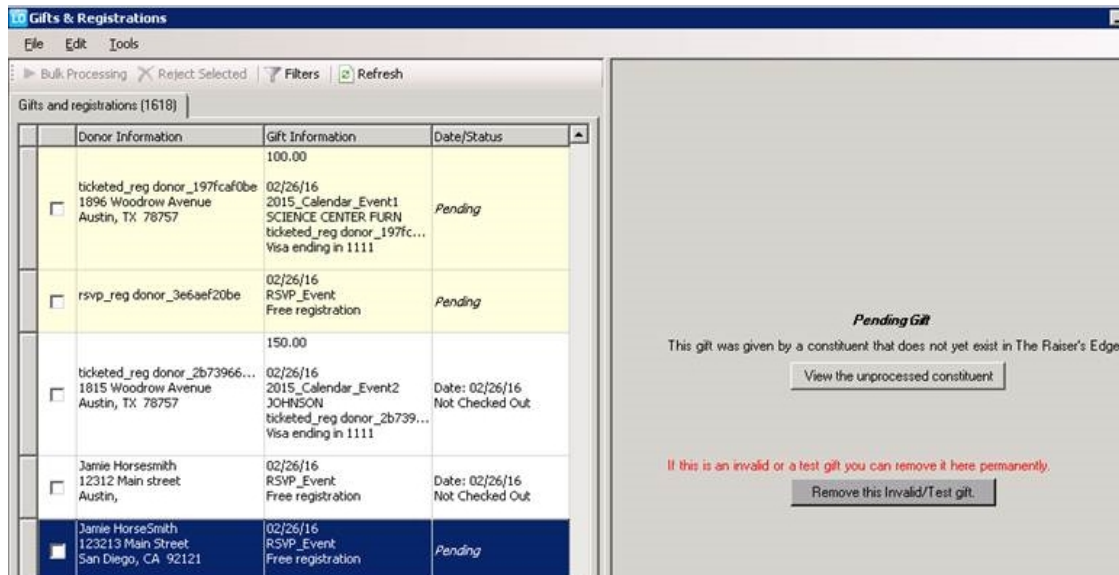 LO Gifts & Registrations
File Edit Tools
Bulk Processing Reject Selected Filters Refresh
Gifts and registrations (1618)
Donor Information Gift Information Date/Status
100.00
ticketed_reg donor_197fcaf0be 02/26/16
1896 Woodrow Avenue 2015_Calendar_Event1 Pending
Austin, TX 78757 SCIENCE CENTER FURN
ticketed_reg donor_197fc...
Visa ending in 1111
02/26/16
rsvp_reg donor_3e6aef20be RSVP_Event Pending
Free registration
150.00
ticketed_reg donor_2b73966... 02/26/16
1815 Woodrow Avenue 2015_Calendar_Event2 Date: 02/26/16
Austin, TX 78757 JOHNSON Not Checked Out
ticketed_reg donor_2b739...
Visa ending in 1111
Jamie Horsesmith 02/26/16
12312 Main street RSVP_Event Date: 02/26/16
Austin, Free registration Not Checked Out
Jamie HorseSmith 02/26/16
123213 Main Street RSVP_Event Pending
San Diego, CA 92121 Free registration
Pending Gift
This gift was given by a constituent that does not yet exist in The Raiser's Edge
View the unprocessed constituent
If this is an invalid or a test gift you can remove it here permanently.
Remove this Invalid/Test gift.